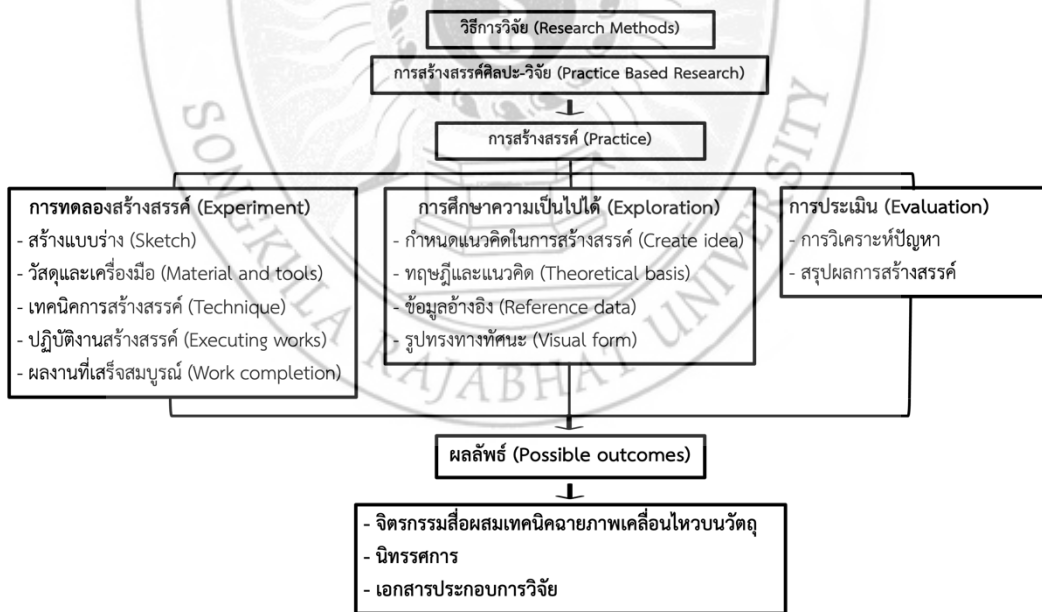 วิธีการวิจัย (Research Methods)
การสร้างสรรค์ศิลปะ-วิจัย (Practice Based Research)
การสร้างสรรค์ (Practice)
การทดลองสร้างสรรค์ (Experiment)
- สร้างแบบร่าง (Sketch)
- วัสดุและเครื่องมือ (Material and tools)
- เทคนิคการสร้างสรรค์ (Technique)
- ปฏิบัติงานสร้างสรรค์ (Executing works)
- ผลงานที่เสร็จสมบูรณ์ (Work completion)
การศึกษาความเป็นไปได้ (Exploration)
- กำหนดแนวคิดในการสร้างสรรค์ (Create idea)
- ทฤษฎีและแนวคิด (Theoretical basis)
- ข้อมูลอ้างอิง (Reference data)
- รูปทรงทางทัศนะ (Visual form)
การประเมิน (Evaluation)
- การวิเคราะห์ปัญหา
- สรุปผลการสร้างสรรค์
ผลลัพธ์ (Possible outcomes)
- จิตรกรรมสื่อผสมเทคนิคฉายภาพเคลื่อนไหวบนวัตถุ
- นิทรรศการ
- เอกสารประกอบการวิจัย
SONGKLA RAJABHAT UNIVERSITY